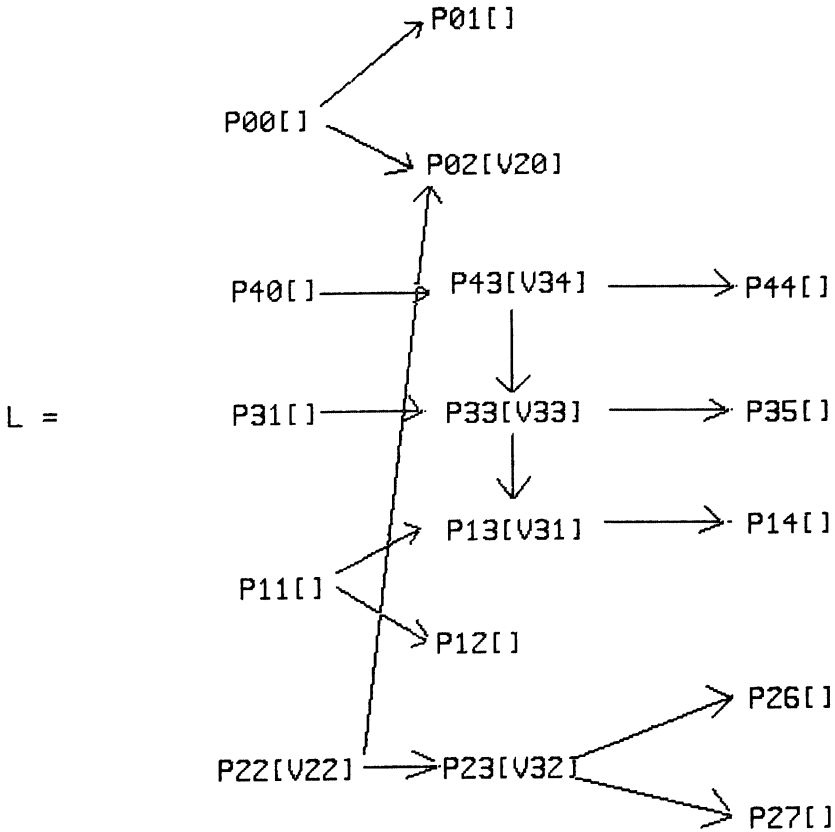 P01[]
P00[]
P02[V20]
P40[] P43[V34] P44[]
L = P31[] P33[V33] P35[]
P13[V31] P14[]
P11[]
P12[]
P26[]
P22[V22] P23[V32]
P27[]